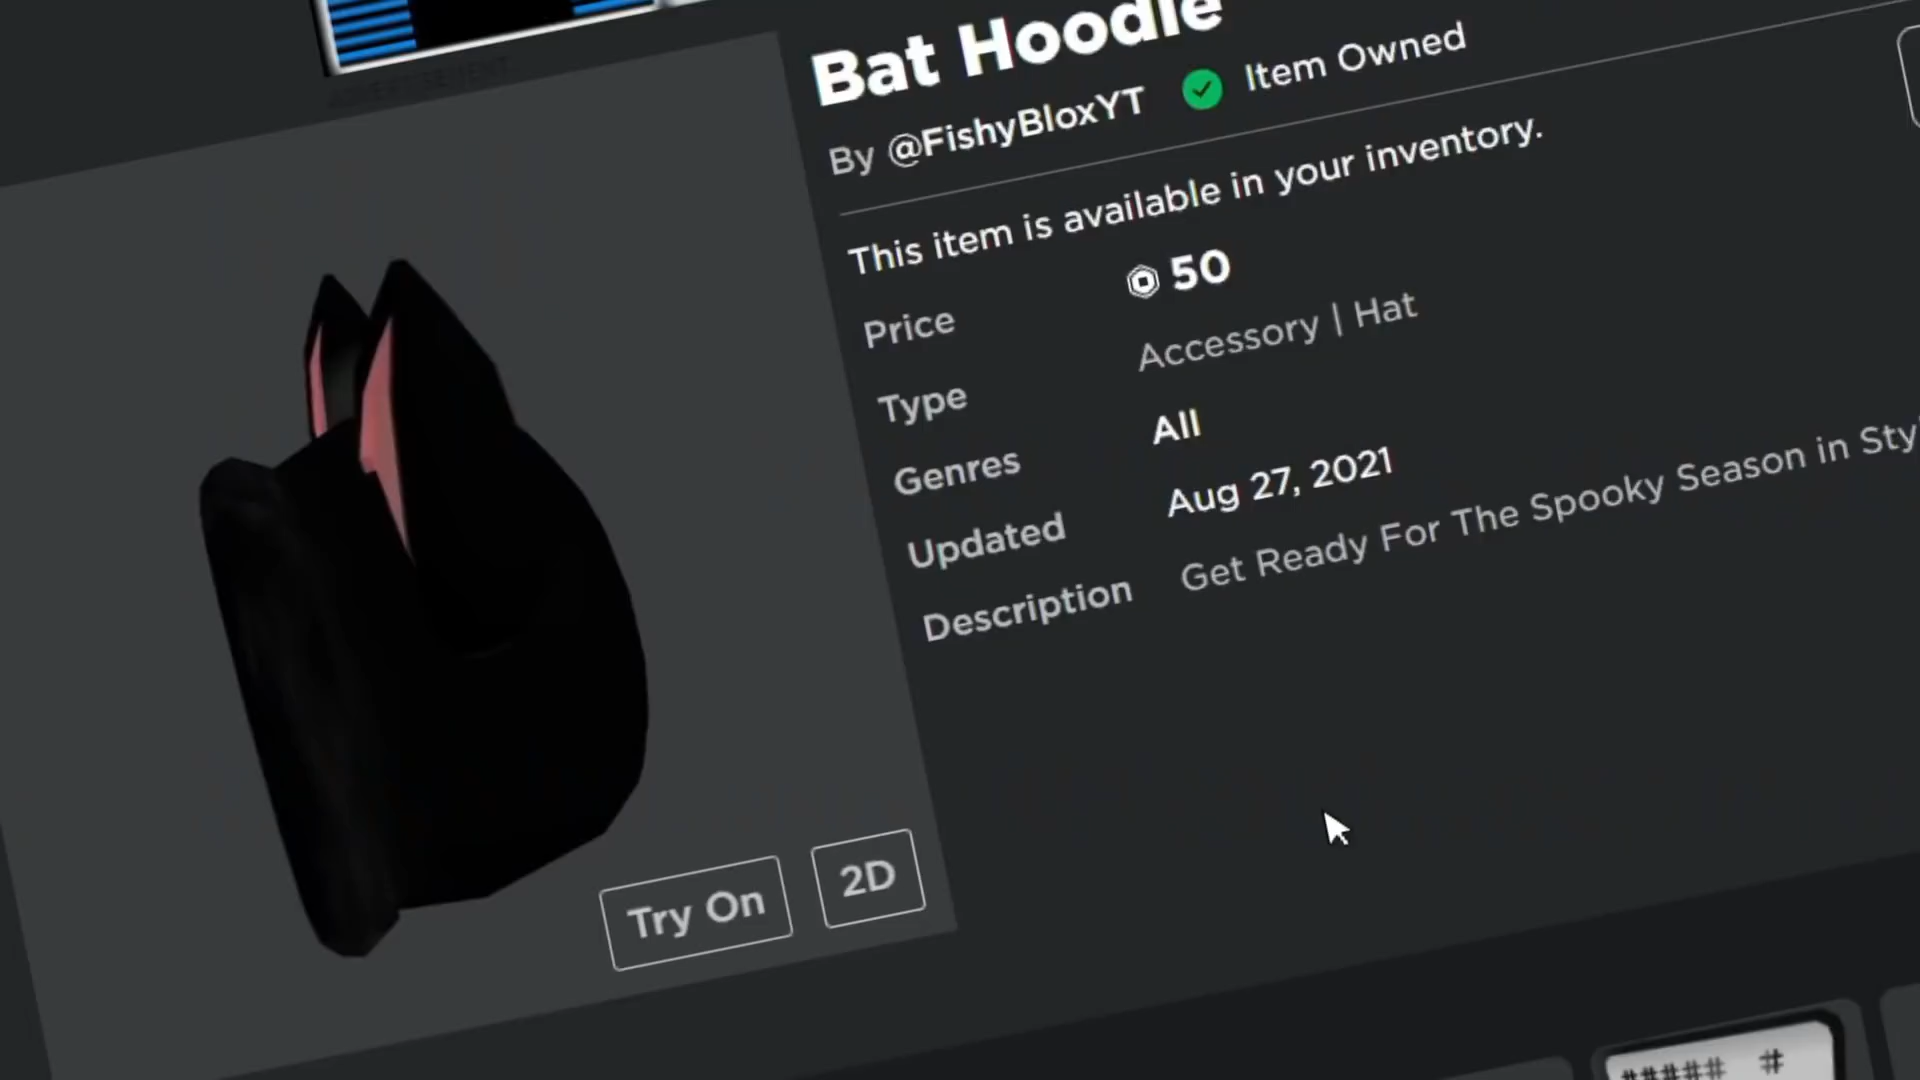 ADVERTISEMENT
Bat Hoodie
By @FishyBloxYT Item Owned
This item is available in your inventory.
Price 50
Type Accessory | Hat
Genres All
Updated Aug 27, 2021
Description Get Ready For The Spooky Season in Sty
Try On 2D
##### #